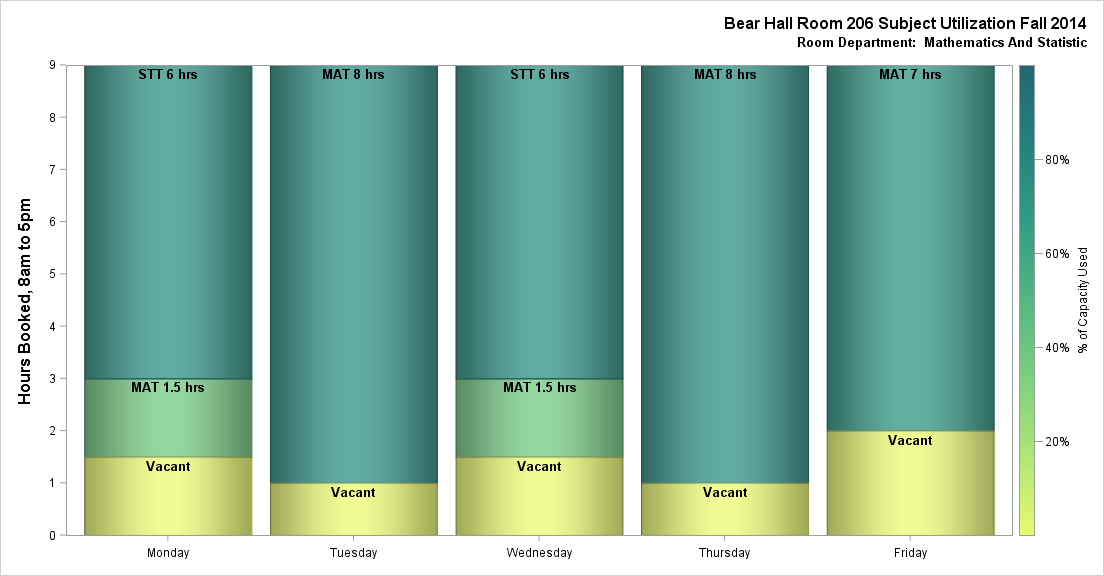 Bear Hall Room 206 Subject Utilization Fall 2014
Room Department: Mathematics And Statistic
Hours Booked, 8am to 5pm
9
8
7
6
5
4
3
2
1
0
STT 6 hrs
MAT 1.5 hrs
Vacant
MAT 8 hrs
Vacant
STT 6 hrs
MAT 1.5 hrs
Vacant
MAT 8 hrs
Vacant
MAT 7 hrs
Vacant
Monday
Tuesday
Wednesday
Thursday
Friday
80%
60%
40%
20%
% of Capacity Used